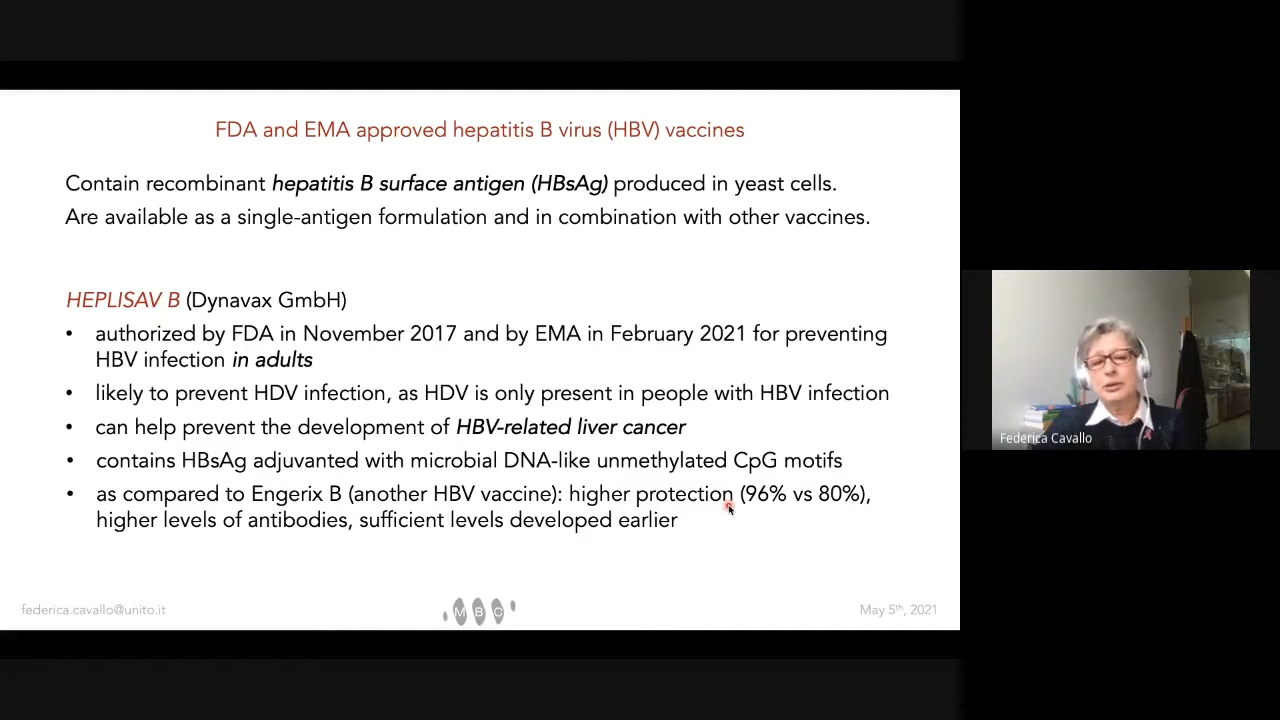 FDA and EMA approved hepatitis B virus (HBV) vaccines
Contain recombinant hepatitis B surface antigen (HBsAg) produced in yeast cells.
Are available as a single-antigen formulation and in combination with other vaccines.
HEPLISAV B (Dynavax GmbH)
• authorized by FDA in November 2017 and by EMA in February 2021 for preventing
HBV infection in adults
• likely to prevent HDV infection, as HDV is only present in people with HBV infection
• can help prevent the development of HBV-related liver cancer
• contains HBsAg adjuvanted with microbial DNA-like unmethylated CpG motifs
• as compared to Engerix B (another HBV vaccine): higher protection (96% vs 80%),
higher levels of antibodies, sufficient levels developed earlier
federica.cavallo@unito.it
MBC
May 5th, 2021
Federica Cavallo